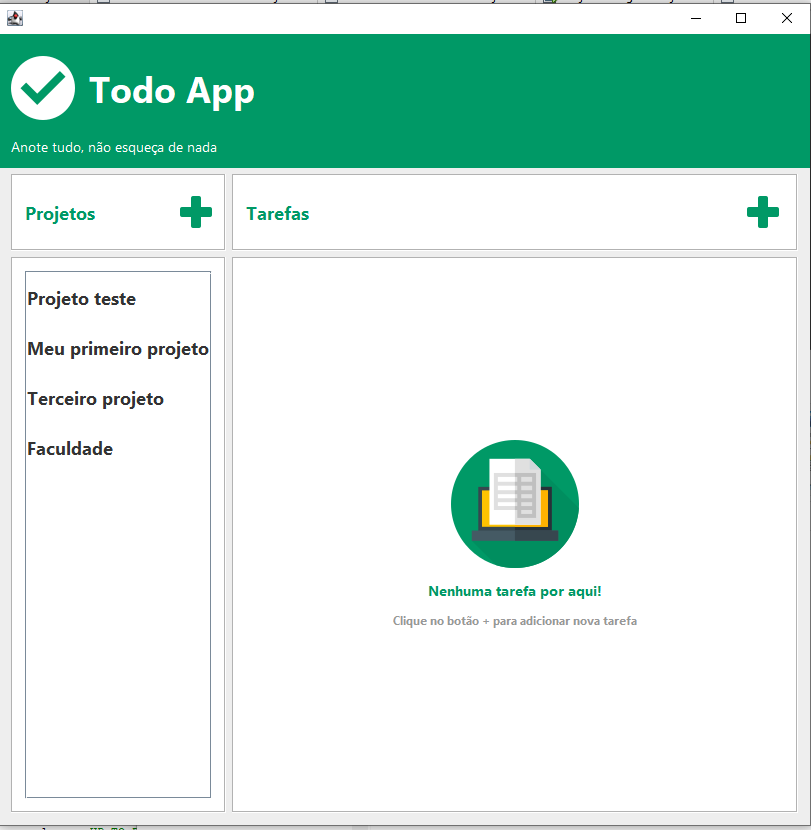 Todo App
Anote tudo, não esqueça de nada
Projetos
Tarefas
Projeto teste
Meu primeiro projeto
Terceiro projeto
Faculdade
Nenhuma tarefa por aqui!
Clique no botão + para adicionar nova tarefa